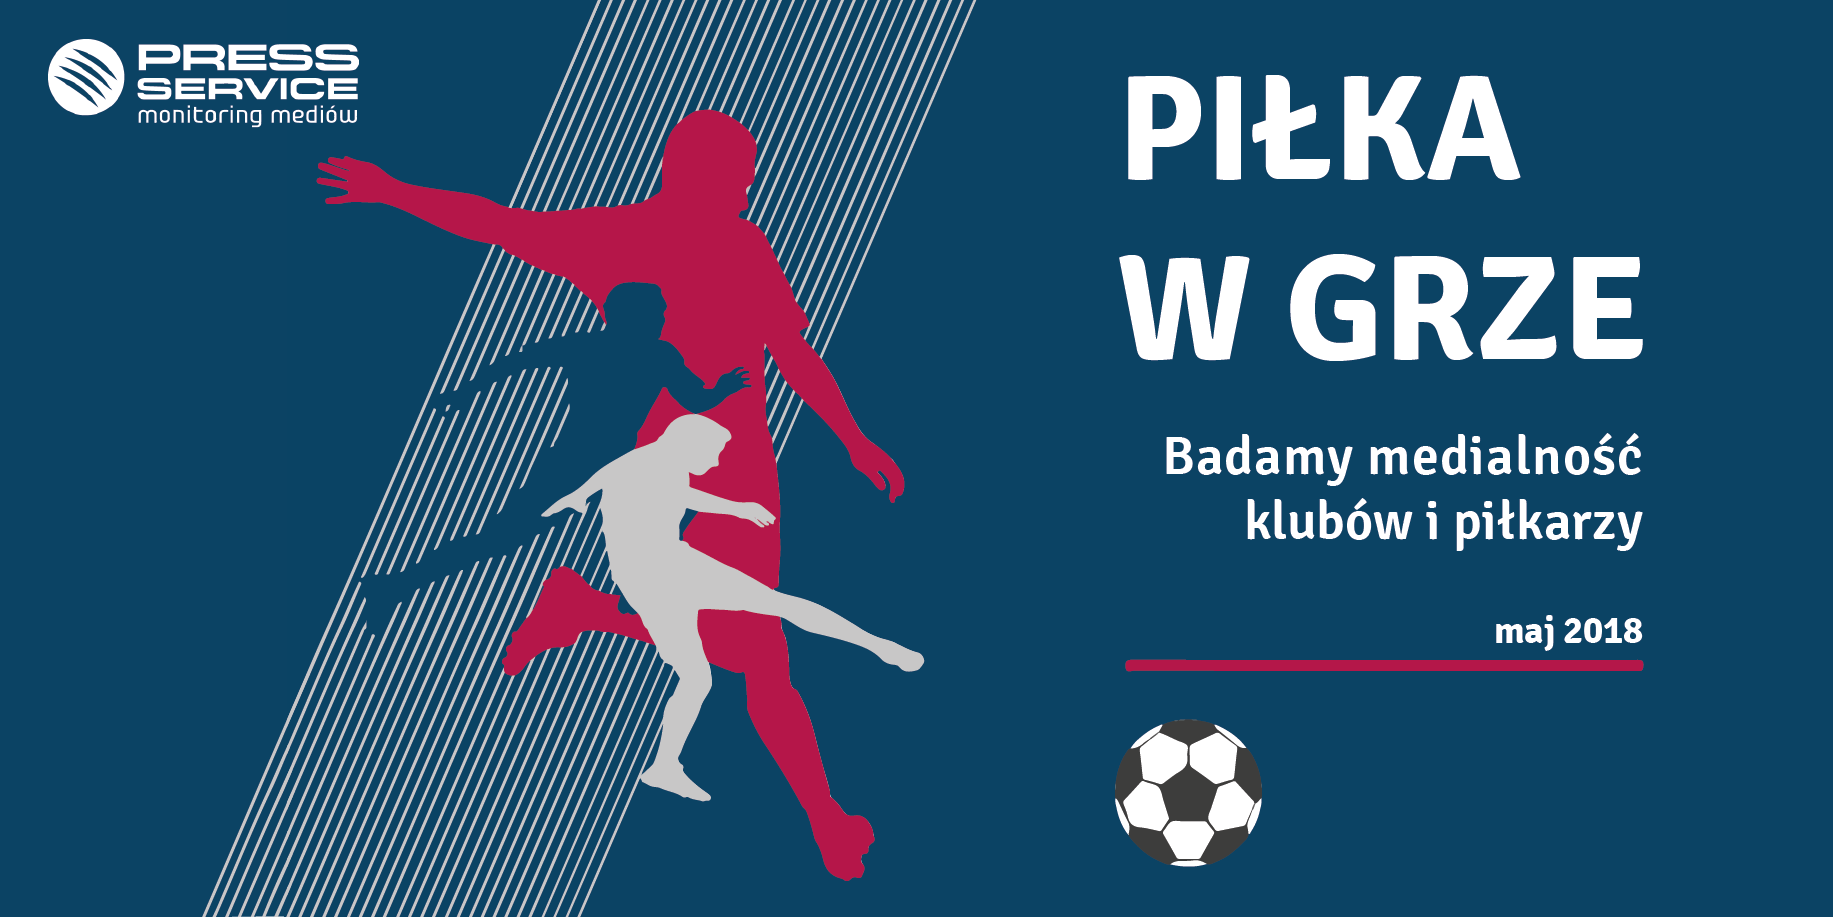 PRESS
SERVICE
monitoring mediów
PIŁKA
W GRZE
Badamy medialność
klubów i piłkarzy
maj 2018